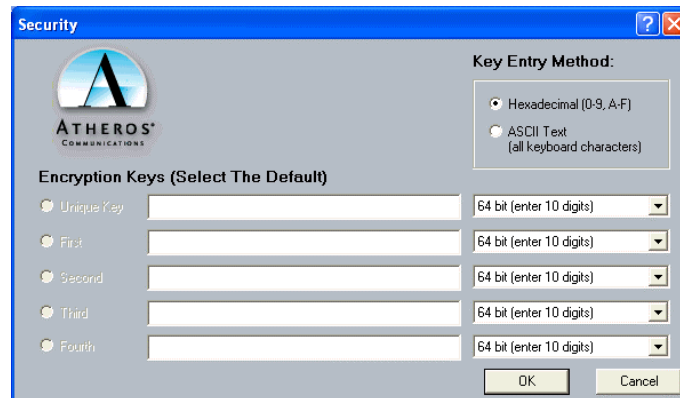 Security
Key Entry Method:
Hexadecimal (0-9, A-F)
ASCII Text
(all keyboard characters)
ATHEROS
COMMUNICATIONS
Encryption Keys (Select The Default)
Unique Key 64 bit (enter 10 digits)
First 64 bit (enter 10 digits)
Second 64 bit (enter 10 digits)
Third 64 bit (enter 10 digits)
Fourth 64 bit (enter 10 digits)
OK Cancel